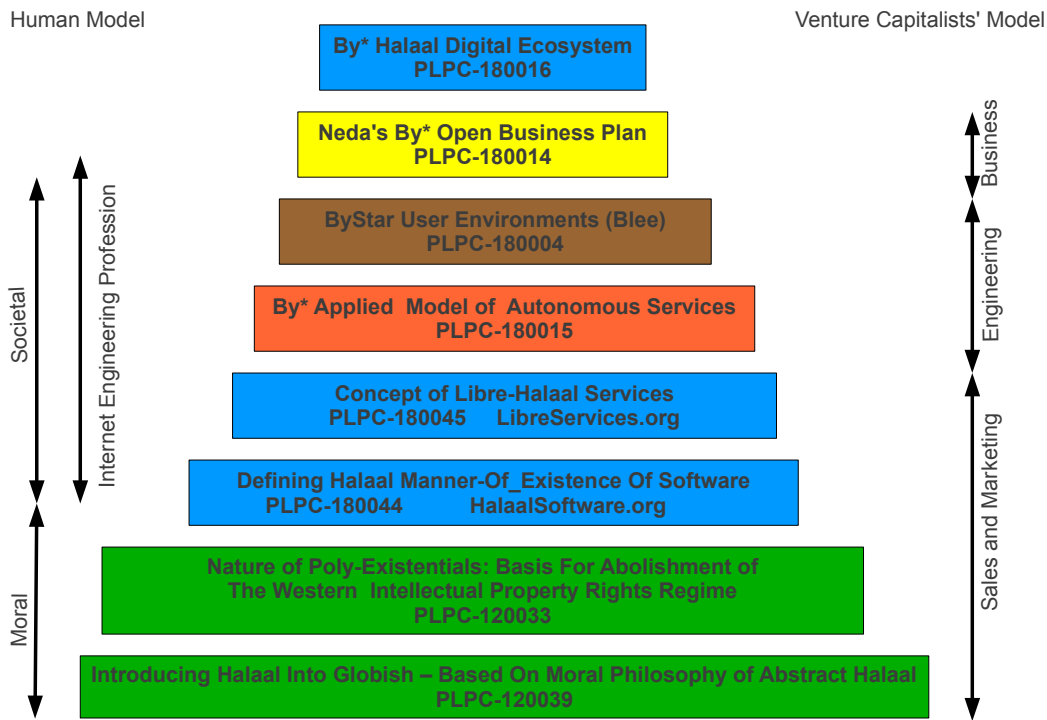 Human Model
Venture Capitalists' Model
By* Halaal Digital Ecosystem
PLPC-180016
Neda's By* Open Business Plan
PLPC-180014
Business
ByStar User Environments (Blee)
PLPC-180004
Engineering
Internet Engineering Profession
Societal
By* Applied Model of Autonomous Services
PLPC-180015
Concept of Libre-Halaal Services
PLPC-180045 LibreServices.org
Defining Halaal Manner-Of_Existence Of Software
PLPC-180044 HalaalSoftware.org
Sales and Marketing
Moral
Nature of Poly-Existentials: Basis For Abolishment of
The Western Intellectual Property Rights Regime
PLPC-120033
Introducing Halaal Into Globish – Based On Moral Philosophy of Abstract Halaal
PLPC-120039